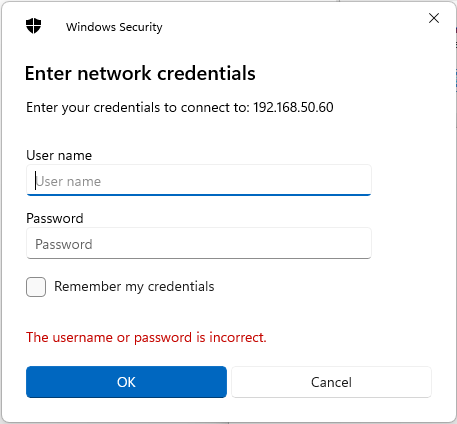 Windows Security
Enter network credentials
Enter your credentials to connect to: 192.168.50.60
User name
User name
Password
Password
Remember my credentials
The username or password is incorrect.
OK
Cancel